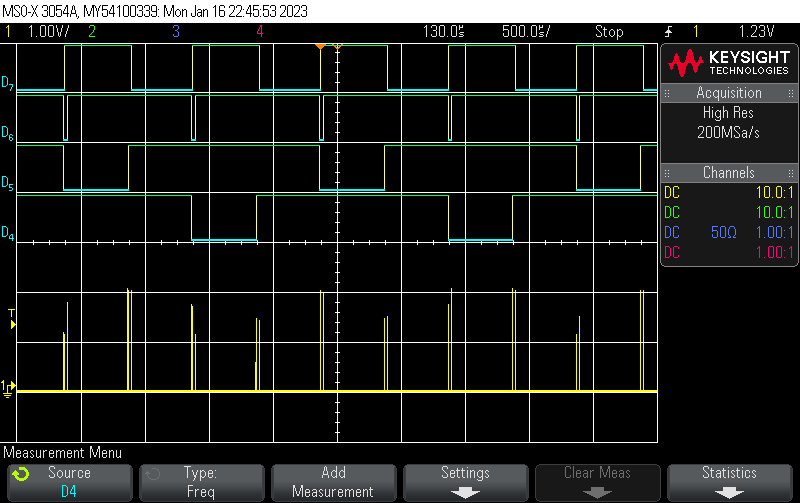 MSO-X 3054A, MY54100339: Mon Jan 16 22:45:53 2023
1 1.00V/ 2 3 4 130.0s 500.0s/ Stop 1 1.23V
KEYSIGHT
TECHNOLOGIES
Acquisition
High Res
200MSa/s
Channels
DC 10.0:1
DC 10.0:1
DC 50Ω 1.00:1
DC 1.00:1
D7
D6
D5
D4
T
1
Measurement Menu
Source
D4
Type:
Freq
Add
Measurement
Settings
Clear Meas
Statistics